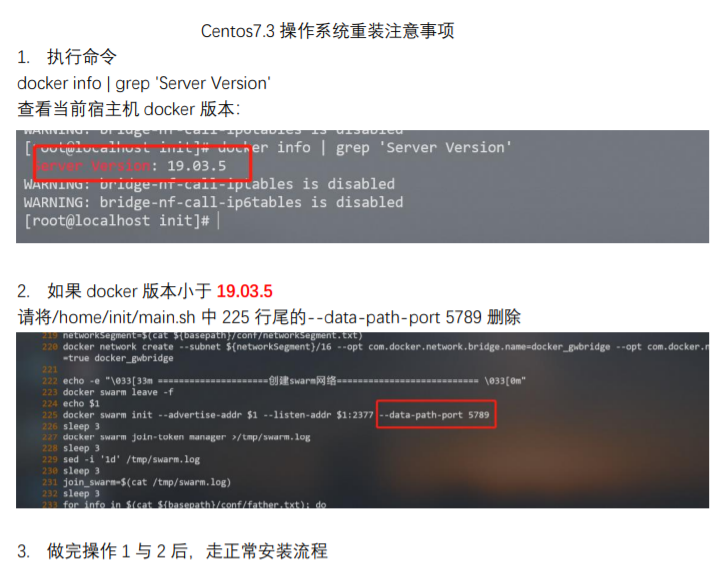 Centos7.3 操作系统重装注意事项
1. 执行命令
docker info | grep 'Server Version'
查看当前宿主机 docker 版本：
WARNING: bridge-nf-call-ip6tables is disabled
[root@localhost init]# docker info | grep 'Server Version'
Server Version: 19.03.5
WARNING: bridge-nf-call-iptables is disabled
WARNING: bridge-nf-call-ip6tables is disabled
[root@localhost init]#
2. 如果 docker 版本小于 19.03.5
请将/home/init/main.sh 中 225 行尾的--data-path-port 5789 删除
219 networkSegment=$(cat ${basepath}/conf/networkSegment.txt)
220 docker network create --subnet ${networkSegment}/16 --opt com.docker.network.bridge.name=docker_gwbridge --opt com.docker.n
=true docker_gwbridge
221
222 echo -e "\033[33m =====================创建swarm网络=========================== \033[0m"
223 docker swarm leave -f
224 echo $1
225 docker swarm init --advertise-addr $1 --listen-addr $1:2377 --data-path-port 5789
226 sleep 3
227 docker swarm join-token manager >/tmp/swarm.log
228 sleep 3
229 sed -i '1d' /tmp/swarm.log
230 sleep 3
231 join_swarm=$(cat /tmp/swarm.log)
232 sleep 3
233 for info in $(cat ${basepath}/conf/father.txt); do
3. 做完操作 1 与 2 后，走正常安装流程